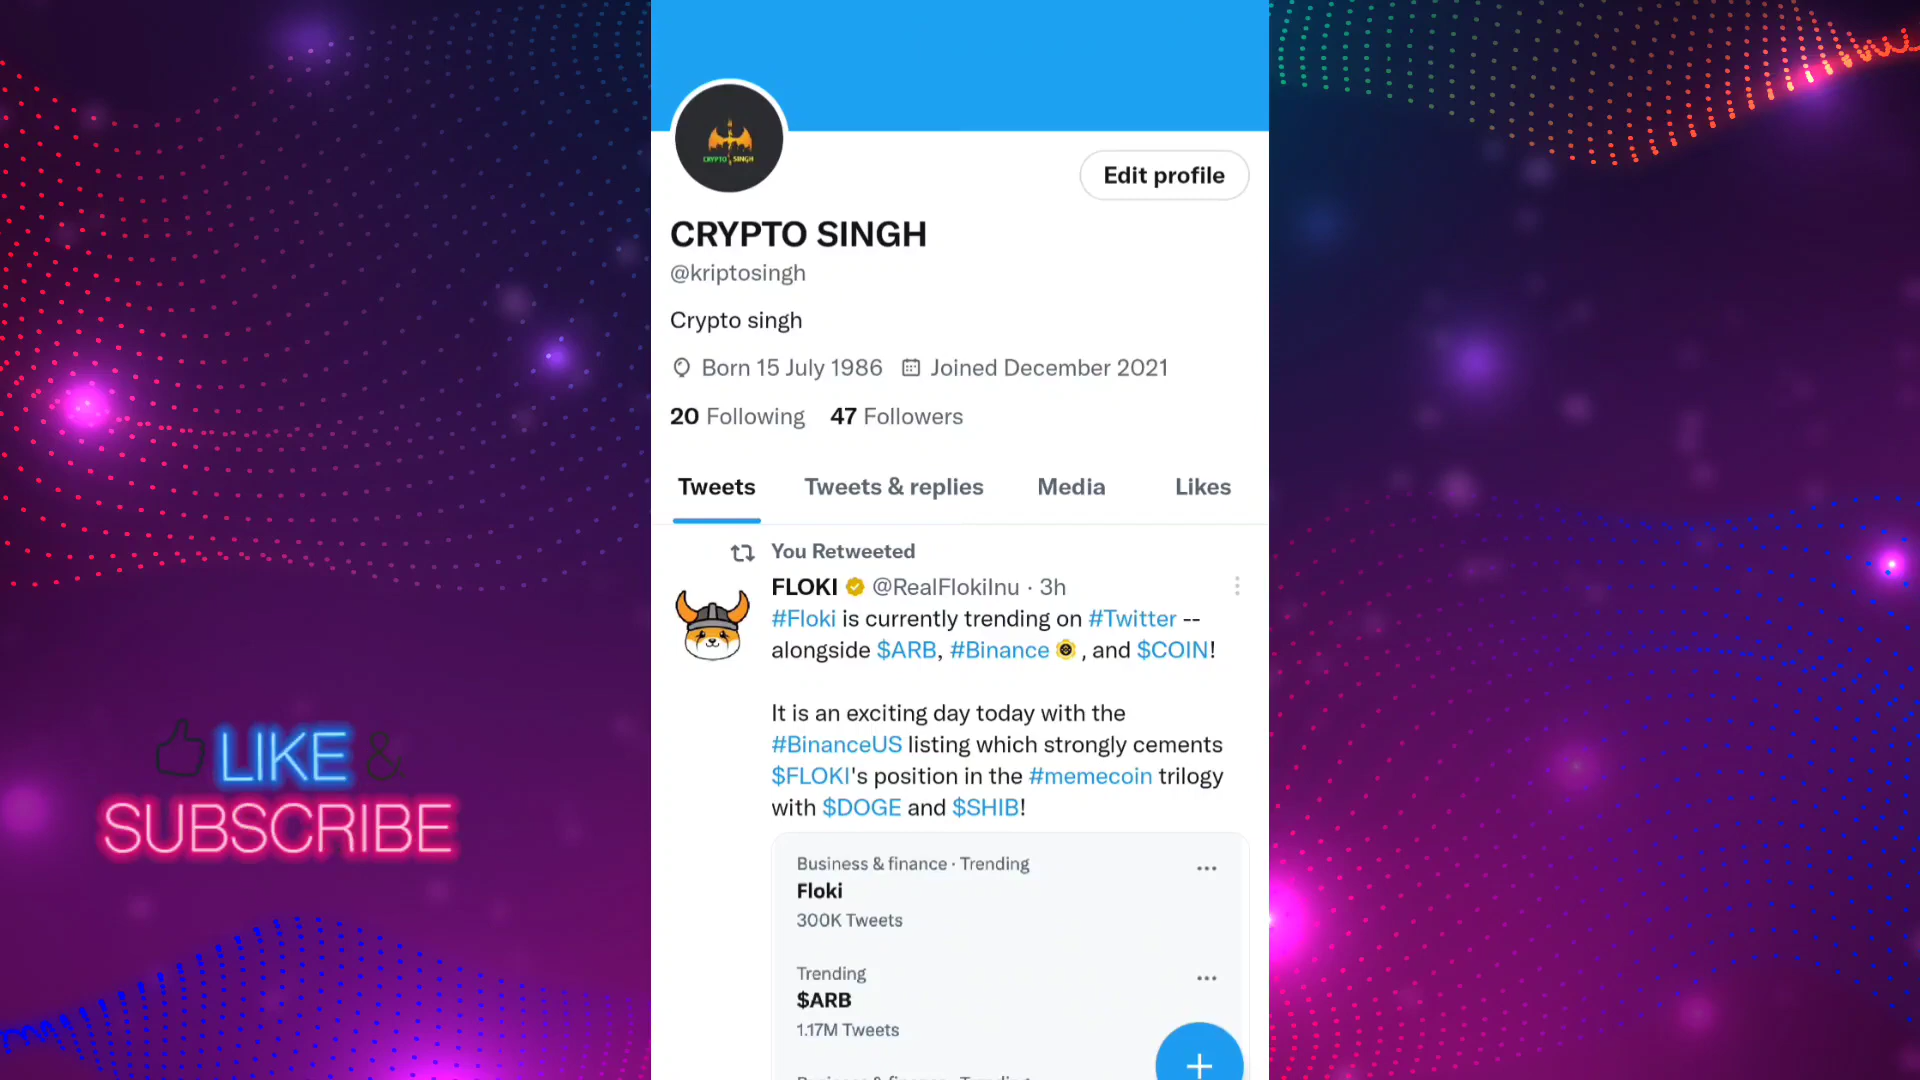 CRYPTO SINGH
Edit profile
CRYPTO SINGH
@kriptosingh
Crypto singh
Born 15 July 1986 Joined December 2021
20 Following 47 Followers
Tweets Tweets & replies Media Likes
You Retweeted
FLOKI @RealFlokiInu · 3h
#Floki is currently trending on #Twitter --
alongside $ARB, #Binance , and $COIN!
It is an exciting day today with the
#BinanceUS listing which strongly cements
$FLOKI's position in the #memecoin trilogy
with $DOGE and $SHIB!
Business & finance · Trending
Floki
300K Tweets
Trending
$ARB
1.17M Tweets
LIKE &
SUBSCRIBE